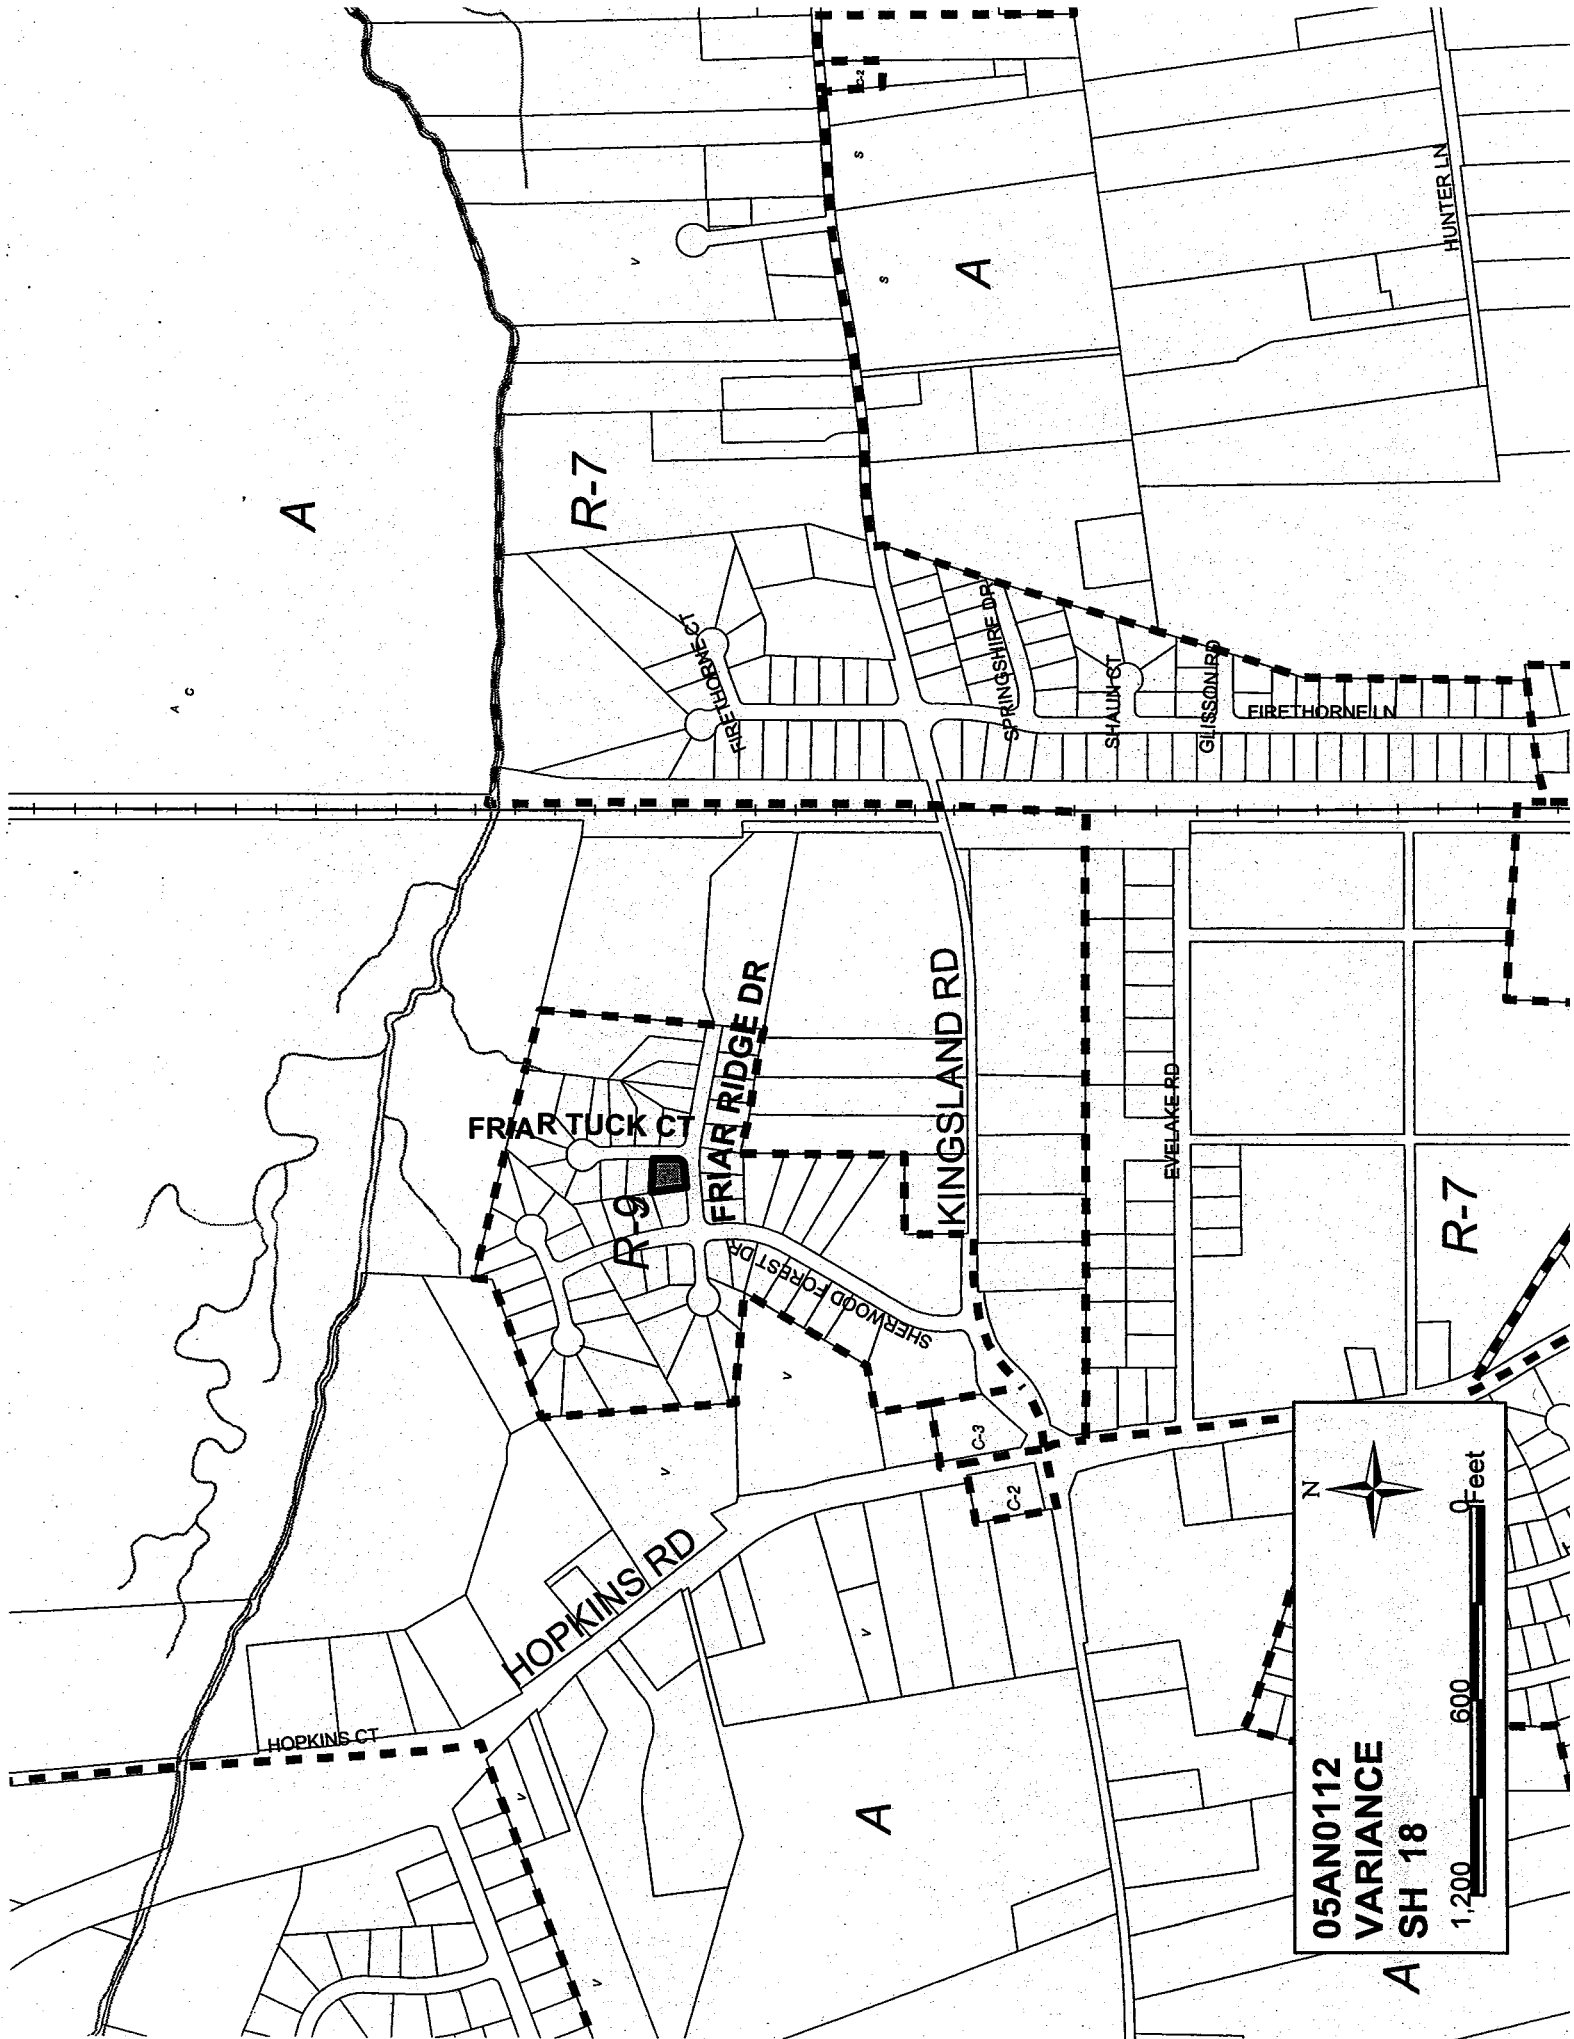 A
C
A
R-7
C-2
S
S
V
A
HUNTER LN
FIRETHORNE CT
SPRINGSHIRE DR
SHAUN CT
GLISSON RD
FIRETHORNE LN
FRIAR TUCK CT
FRIAR RIDGE DR
R-9
KINGSLAND RD
SHERWOOD FOREST DR
EVELAKE RD
R-7
V
V
C-3
C-2
HOPKINS RD
V
HOPKINS CT
V
V
A
A
05AN0112
VARIANCE
SH 18
N
1,200 600 0
Feet